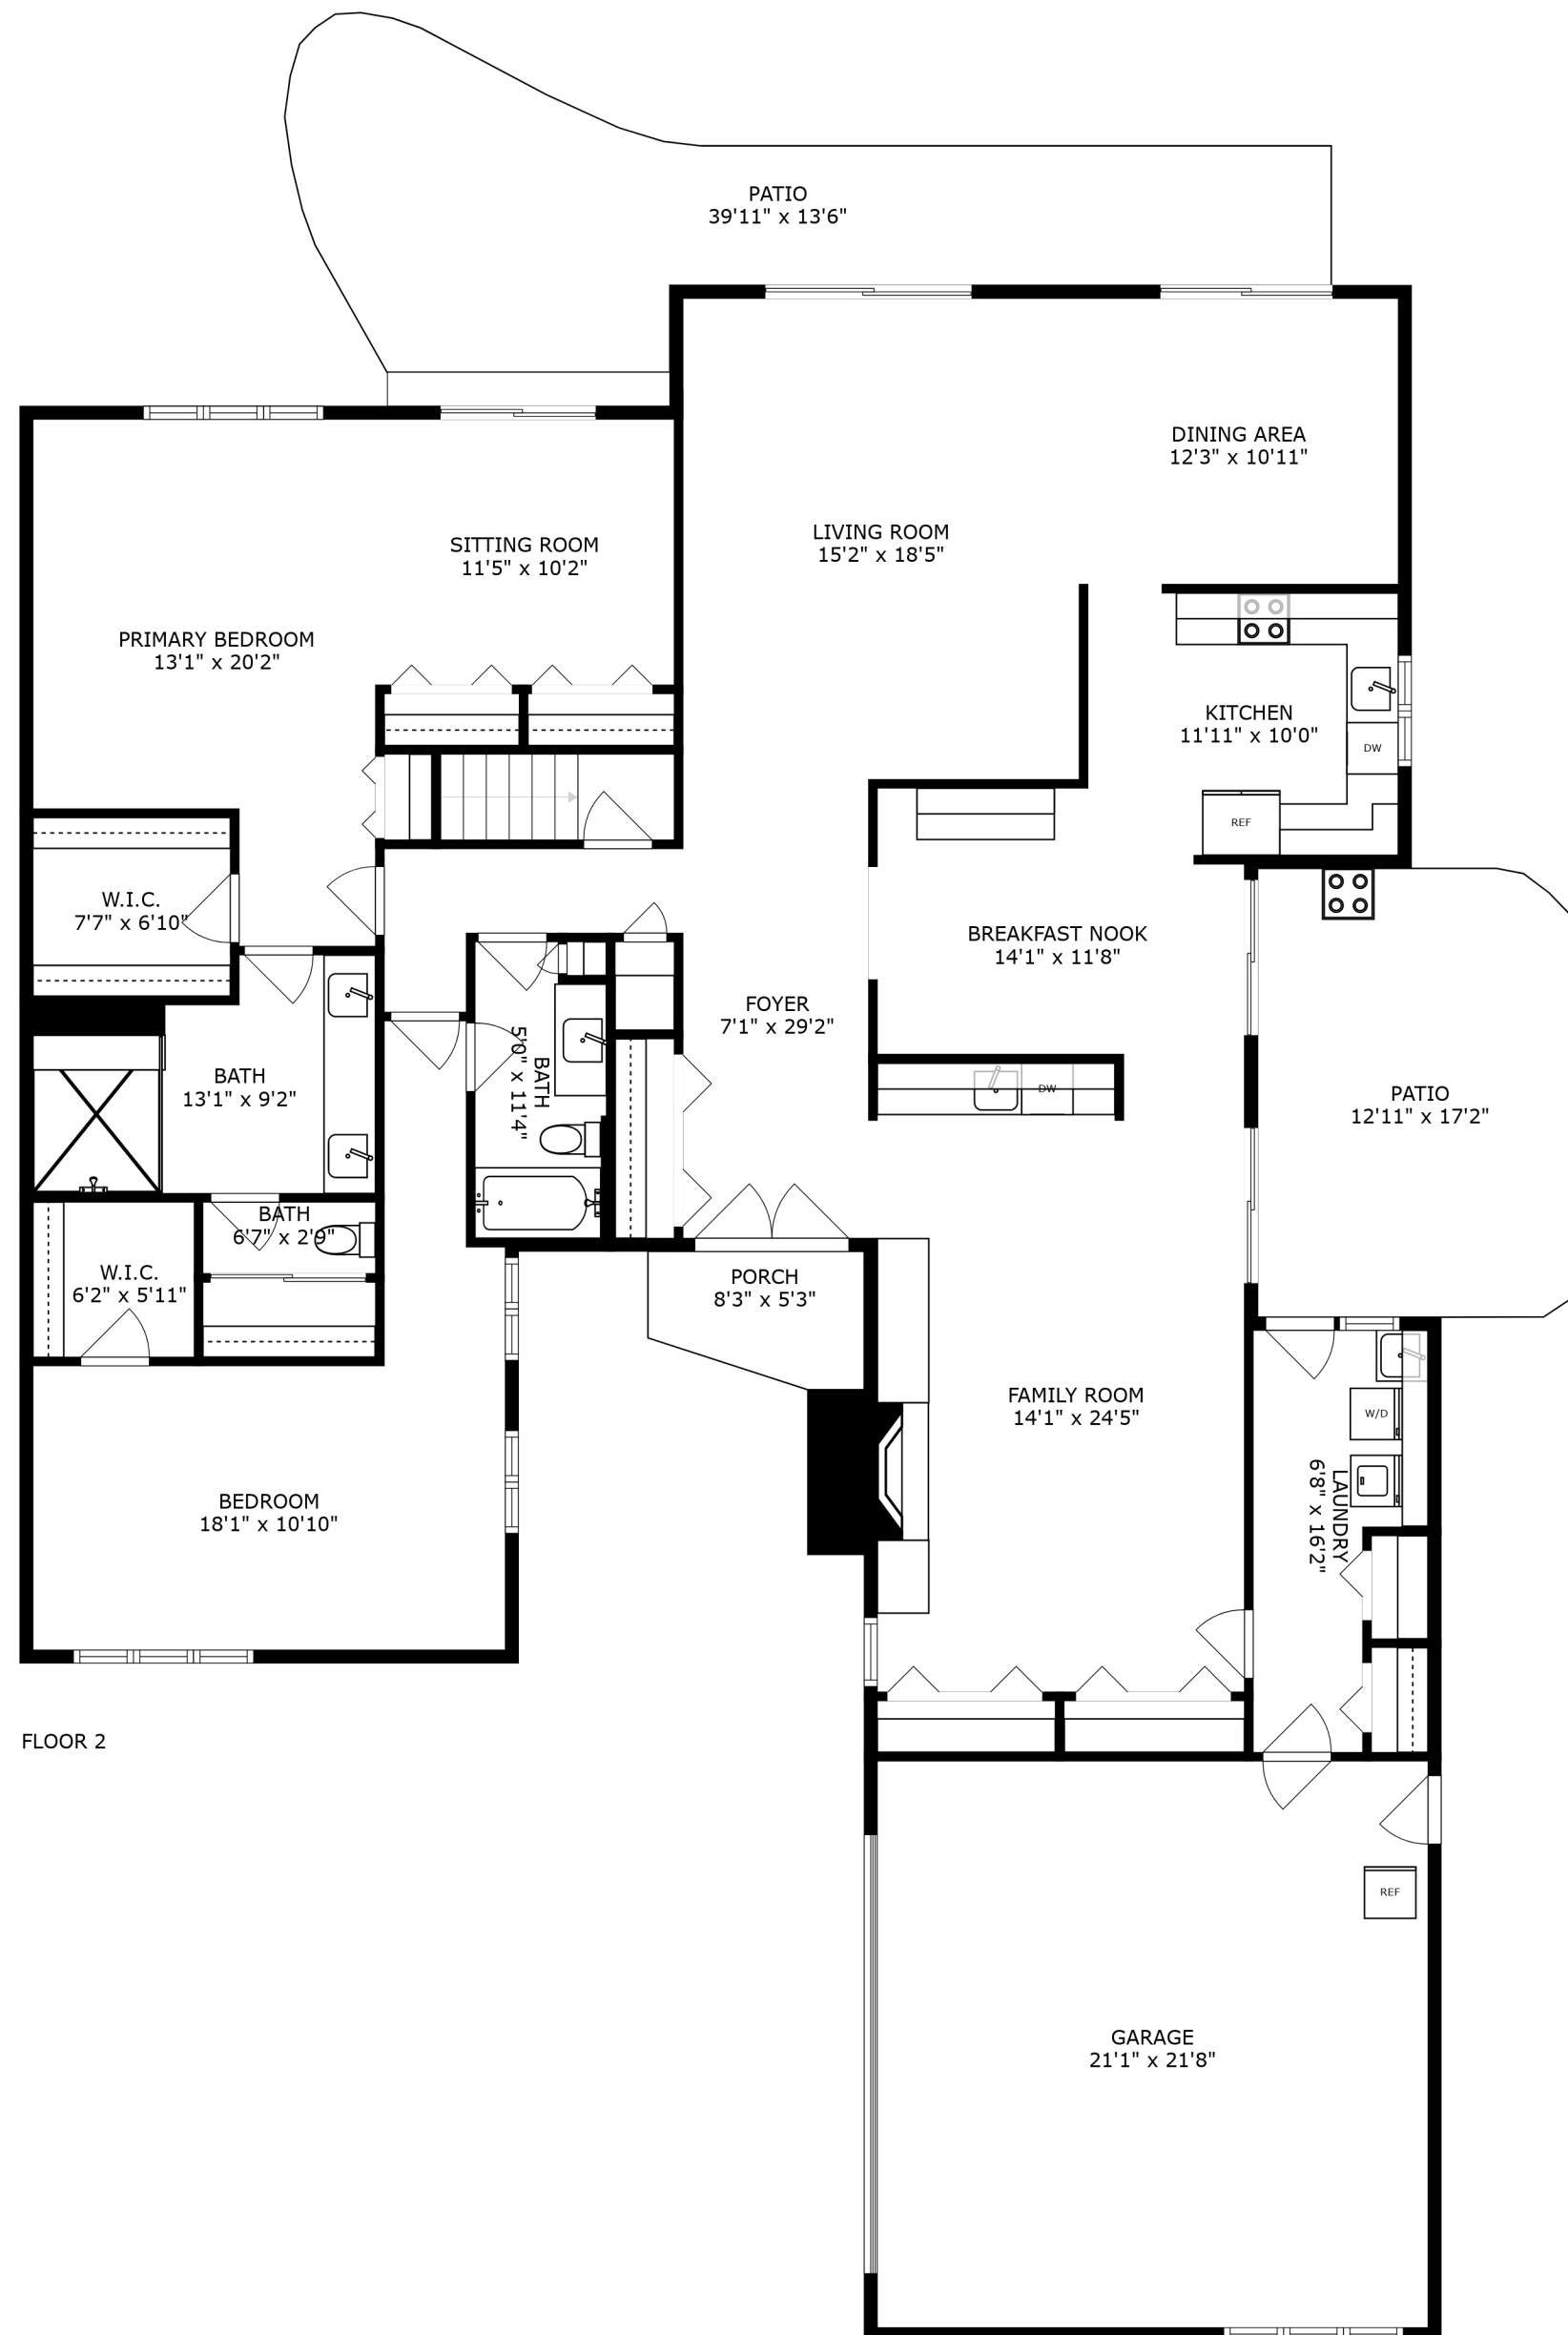 PATIO
39'11" x 13'6"
DINING AREA
12'3" x 10'11"
LIVING ROOM
15'2" x 18'5"
SITTING ROOM
11'5" x 10'2"
PRIMARY BEDROOM
13'1" x 20'2"
KITCHEN
11'11" x 10'0"
DW
REF
W.I.C.
7'7" x 6'10"
BREAKFAST NOOK
14'1" x 11'8"
FOYER
7'1" x 29'2"
BATH
5'0" x 11'4"
BATH
13'1" x 9'2"
DW
PATIO
12'11" x 17'2"
BATH
6'7" x 2'9"
W.I.C.
6'2" x 5'11"
PORCH
8'3" x 5'3"
FAMILY ROOM
14'1" x 24'5"
W/D
LAUNDRY
6'8" x 16'2"
BEDROOM
18'1" x 10'10"
FLOOR 2
REF
GARAGE
21'1" x 21'8"